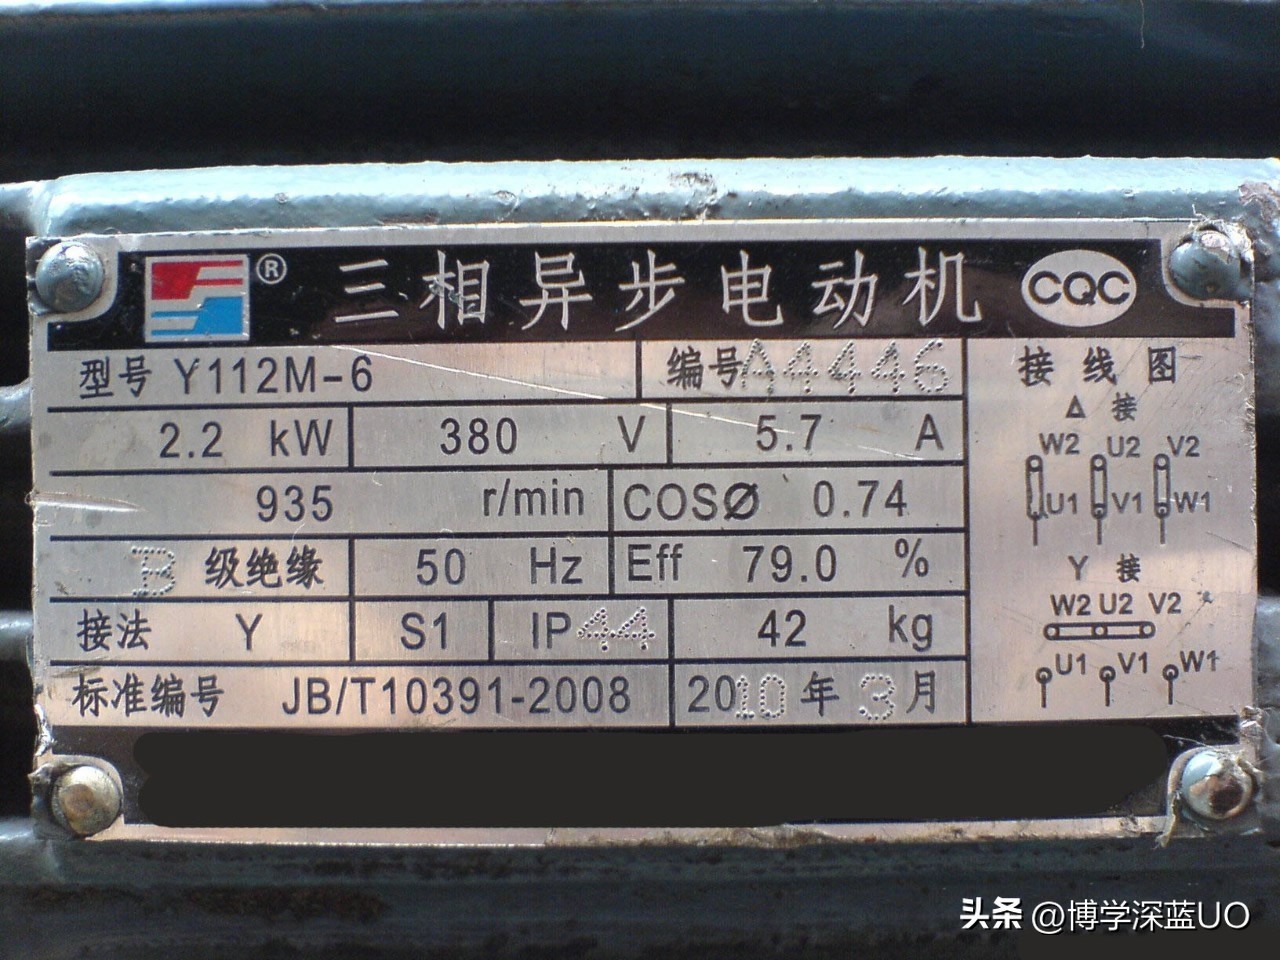 ® 三相异步电动机 CQC
型号 Y112M-6 编号 A4446
2.2 kW 380 V 5.7 A
935 r/min COSØ 0.74
B 级绝缘 50 Hz Eff 79.0 %
接法 Y S1 IP 44 42 kg
标准编号 JB/T10391-2008 2010 年 3 月
接线图
Δ 接
W2 U2 V2
U1 V1 W1
Y 接
W2 U2 V2
U1 V1 W1
头条 @博学深蓝UO